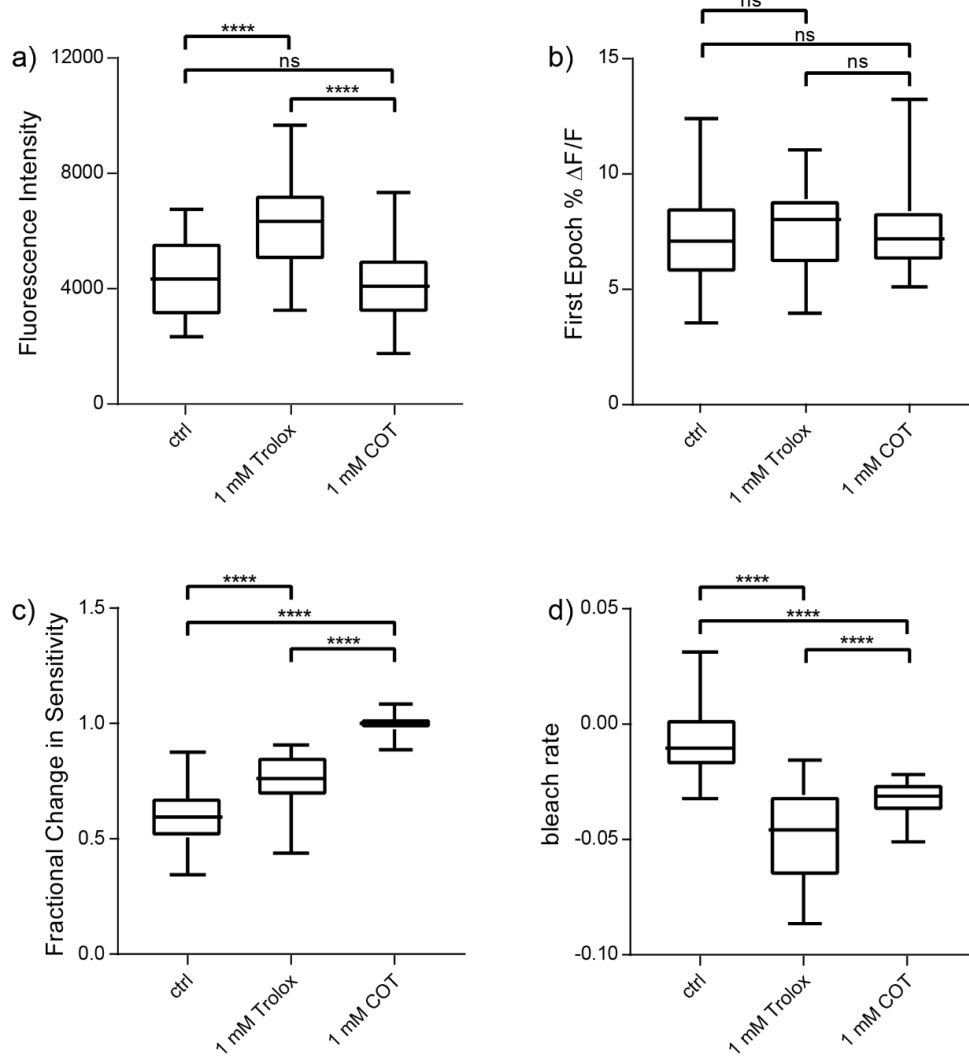 a)
Fluorescence Intensity
12000
8000
4000
0
****
ns
****
ctrl
1 mM Trolox
1 mM COT
b)
First Epoch % ΔF/F
15
10
5
0
ns
ns
ns
ctrl
1 mM Trolox
1 mM COT
c)
Fractional Change in Sensitivity
1.5
1.0
0.5
0.0
****
****
****
ctrl
1 mM Trolox
1 mM COT
d)
bleach rate
0.05
0.00
-0.05
-0.10
****
****
****
ctrl
1 mM Trolox
1 mM COT